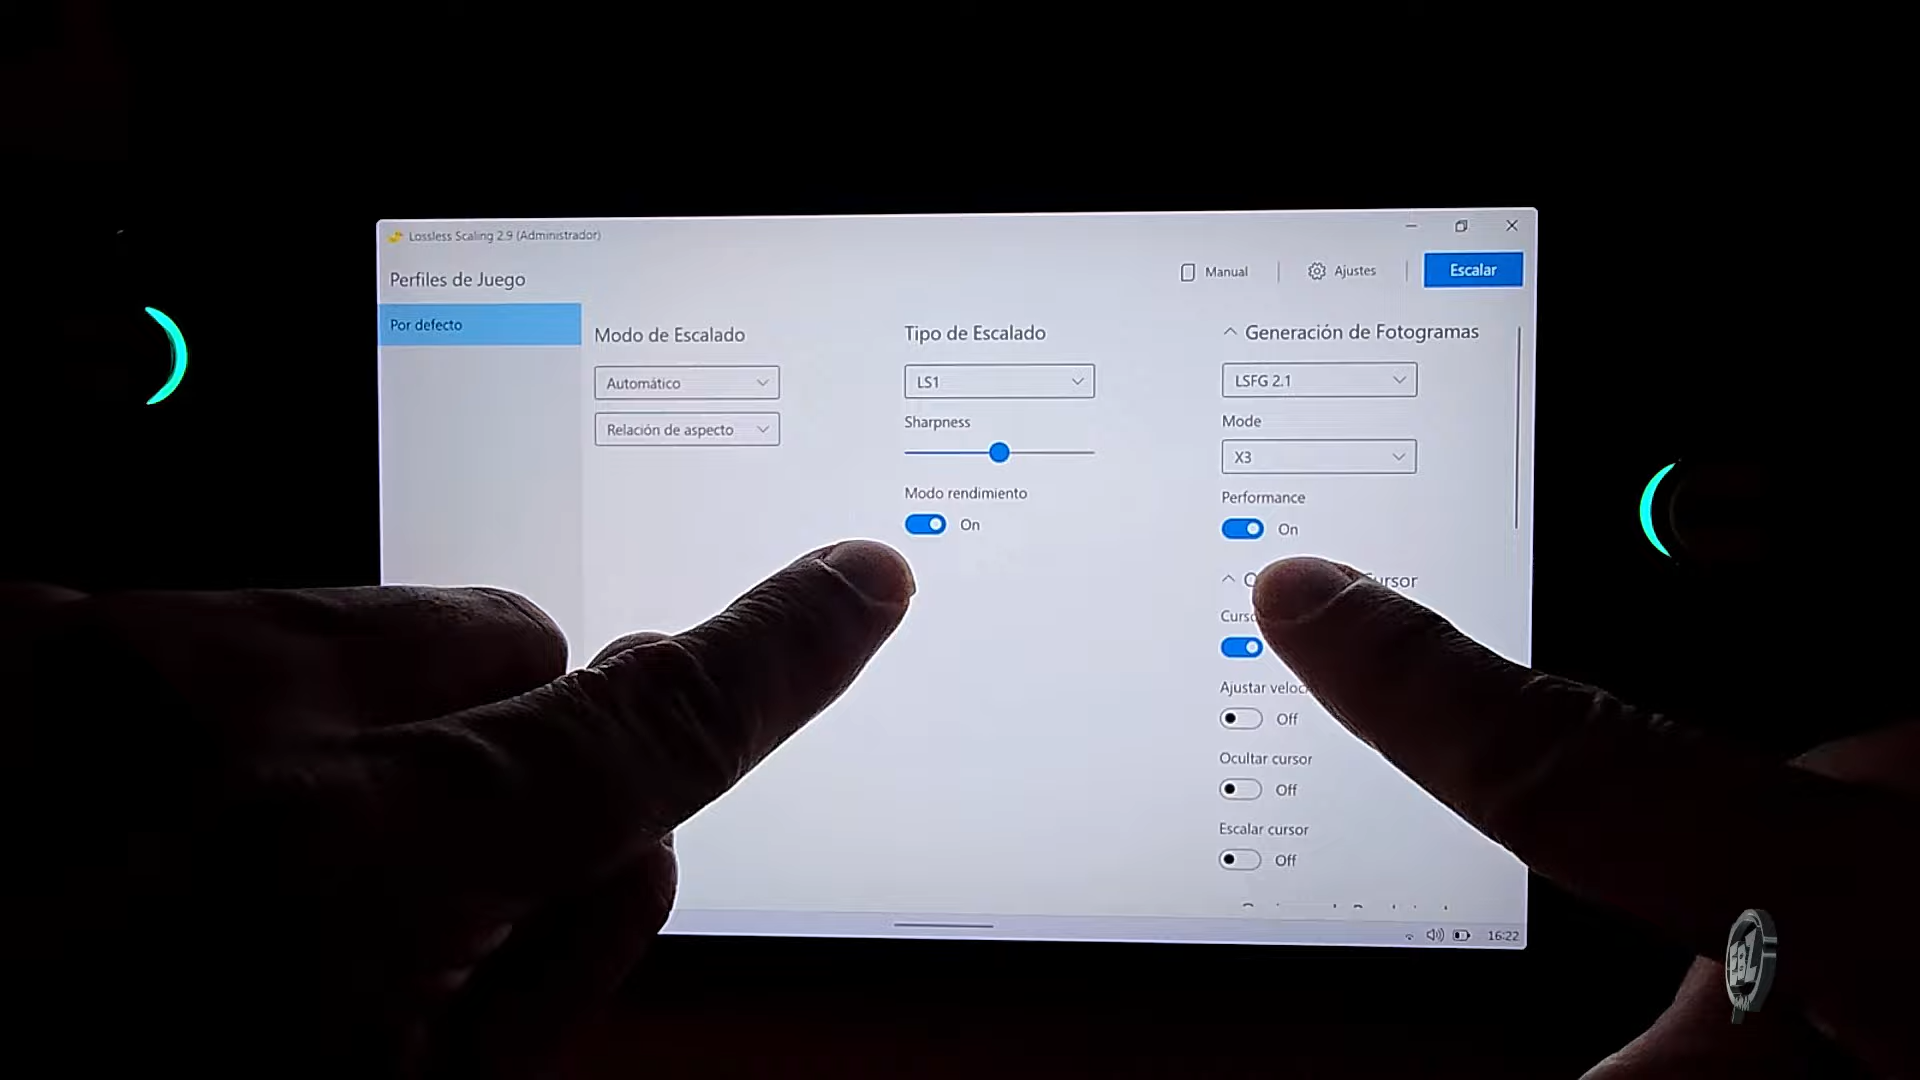 Lossless Scaling 2.9 (Administrador)
Perfiles de Juego
Manual
Ajustes
Escalar
Por defecto
Modo de Escalado
Automático
Relación de aspecto
Tipo de Escalado
LS1
Sharpness
Modo rendimiento
On
Generación de Fotogramas
LSFG 2.1
Mode
X3
Performance
On
Ajustar
Off
Ocultar cursor
Off
Escalar cursor
Off
16:22